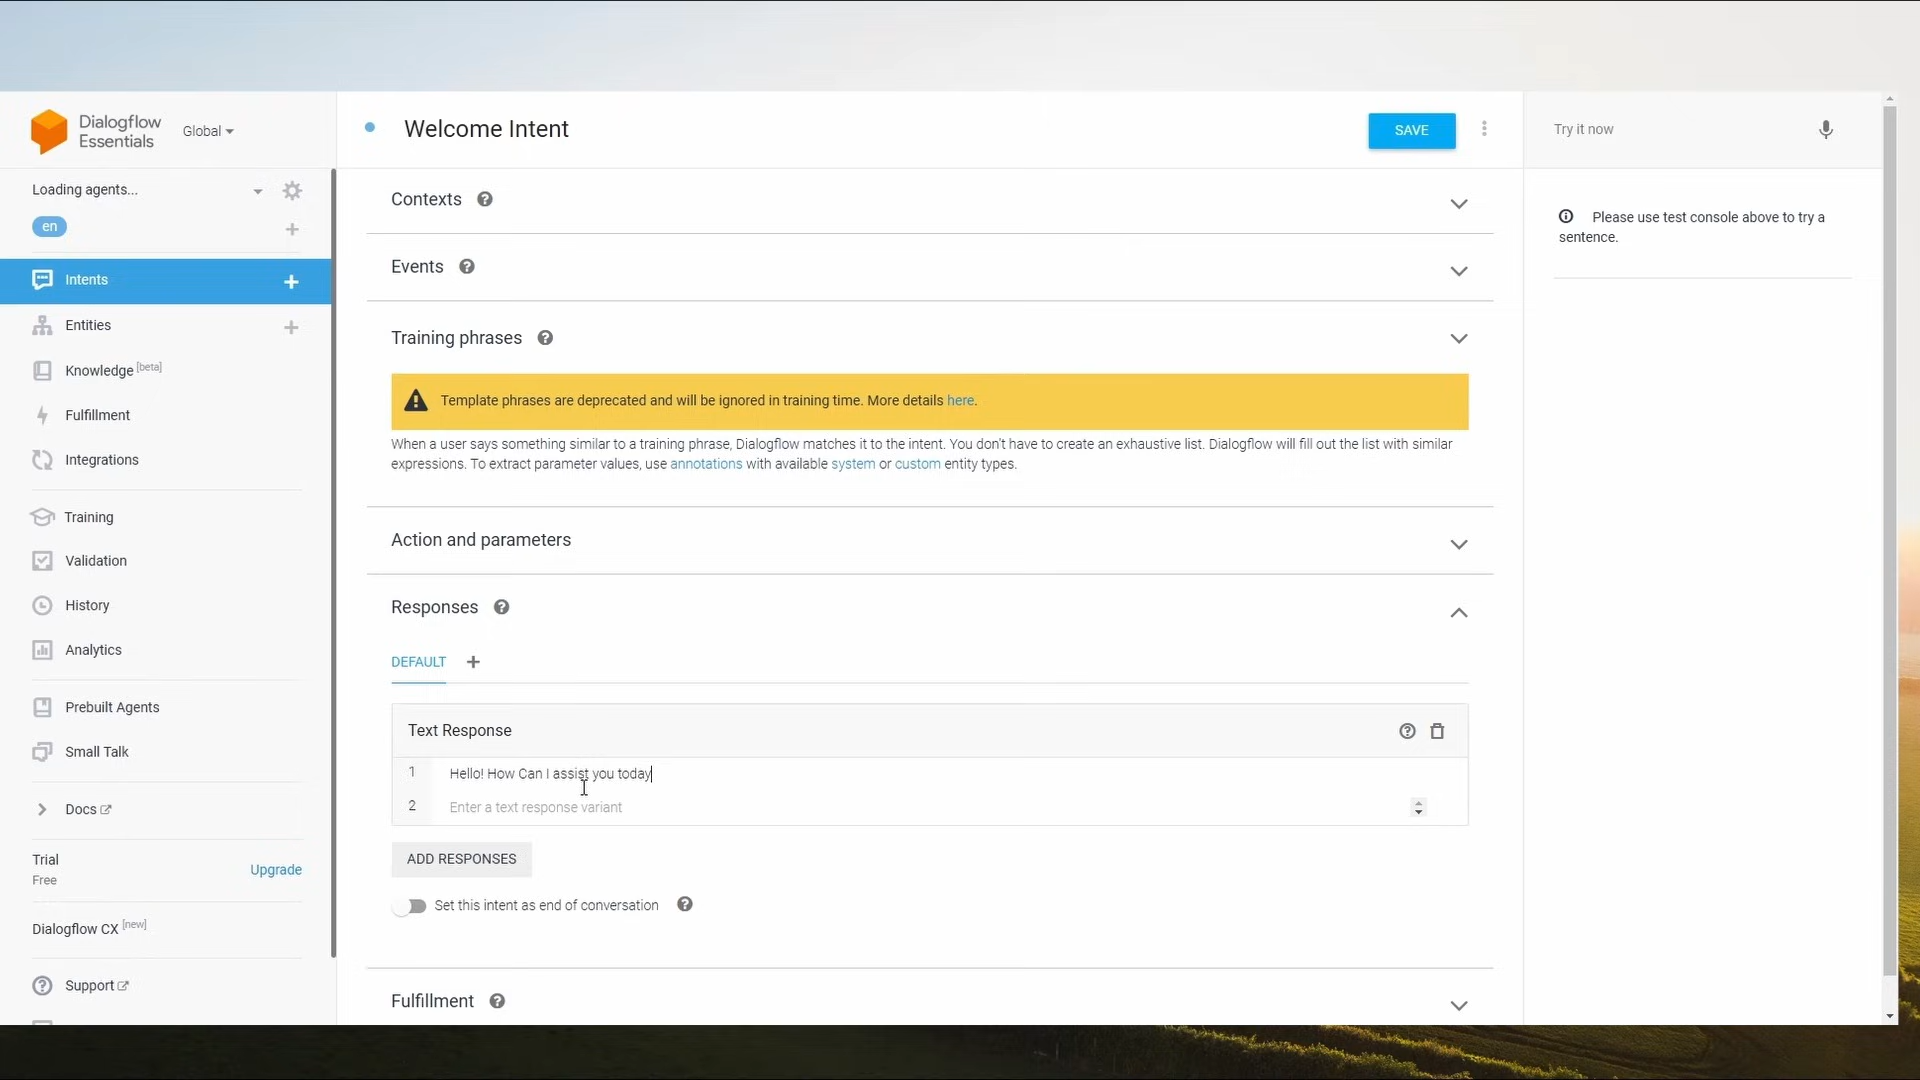 Dialogflow
Essentials
Global
Welcome Intent
SAVE
Try it now
Loading agents...
en
Intents
Entities
Knowledge [beta]
Fulfillment
Integrations
Training
Validation
History
Analytics
Prebuilt Agents
Small Talk
Docs
Trial
Free
Upgrade
Dialogflow CX [new]
Support
Contexts
Events
Training phrases
Template phrases are deprecated and will be ignored in training time. More details here.
When a user says something similar to a training phrase, Dialogflow matches it to the intent. You don't have to create an exhaustive list. Dialogflow will fill out the list with similar
expressions. To extract parameter values, use annotations with available system or custom entity types.
Action and parameters
Responses
DEFAULT
Text Response
1 Hello! How Can I assist you today
2 Enter a text response variant
ADD RESPONSES
Set this intent as end of conversation
Fulfillment
Please use test console above to try a
sentence.